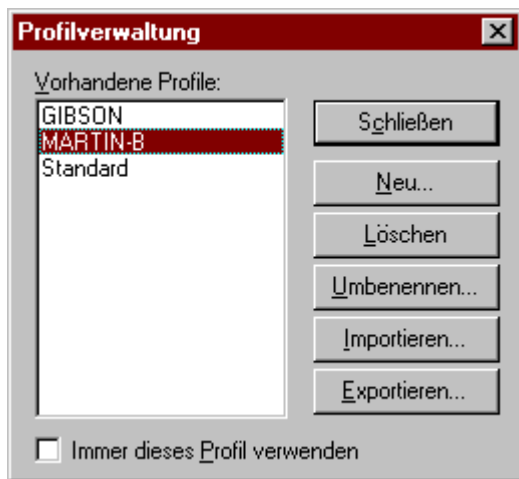 Profilverwaltung
Vorhandene Profile:
GIBSON
MARTIN-B
Standard
Schließen
Neu...
Löschen
Umbenennen...
Importieren...
Exportieren...
Immer dieses Profil verwenden